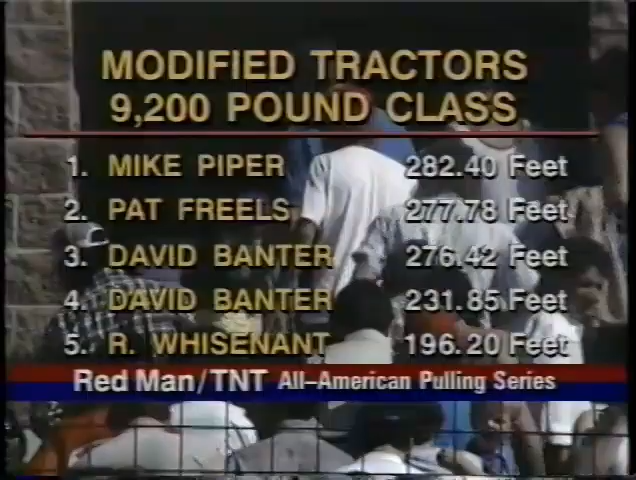 MODIFIED TRACTORS
9,200 POUND CLASS
1. MIKE PIPER 282.40 Feet
2. PAT FREELS 277.78 Feet
3. DAVID BANTER 276.42 Feet
4. DAVID BANTER 231.85 Feet
5. R. WHISENANT 196.20 Feet
Red Man/TNT All-American Pulling Series